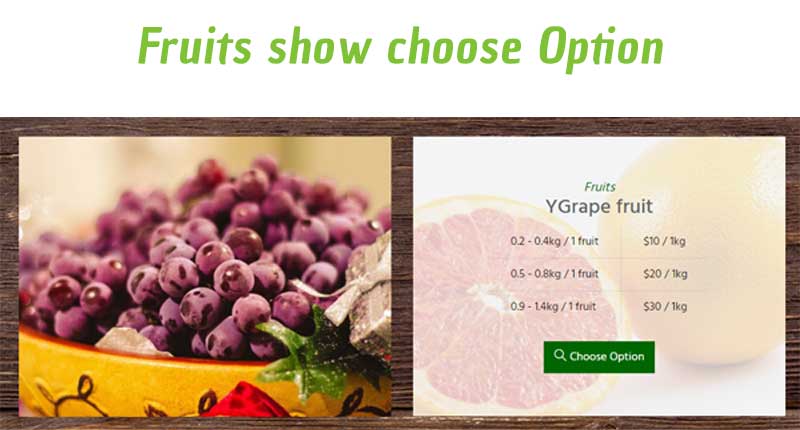 Fruits show choose Option
Fruits
YGrape fruit
0.2 - 0.4kg / 1 fruit $10 / 1kg
0.5 - 0.8kg / 1 fruit $20 / 1kg
0.9 - 1.4kg / 1 fruit $30 / 1kg
Choose Option